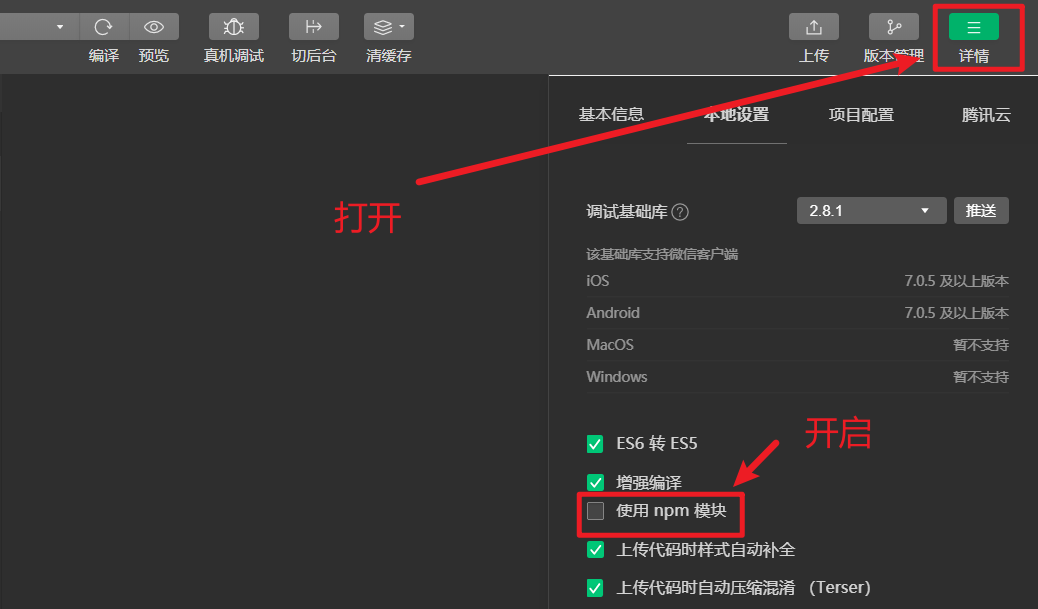 编译 预览 真机调试 切后台 清缓存 上传 版本管理 详情
基本信息 本地设置 项目配置 腾讯云
打开
调试基础库 ? 2.8.1 推送
该基础库支持微信客户端
iOS 7.0.5 及以上版本
Android 7.0.5 及以上版本
MacOS 暂不支持
Windows 暂不支持
开启
ES6 转 ES5
增强编译
使用 npm 模块
上传代码时样式自动补全
上传代码时自动压缩混淆 （Terser）